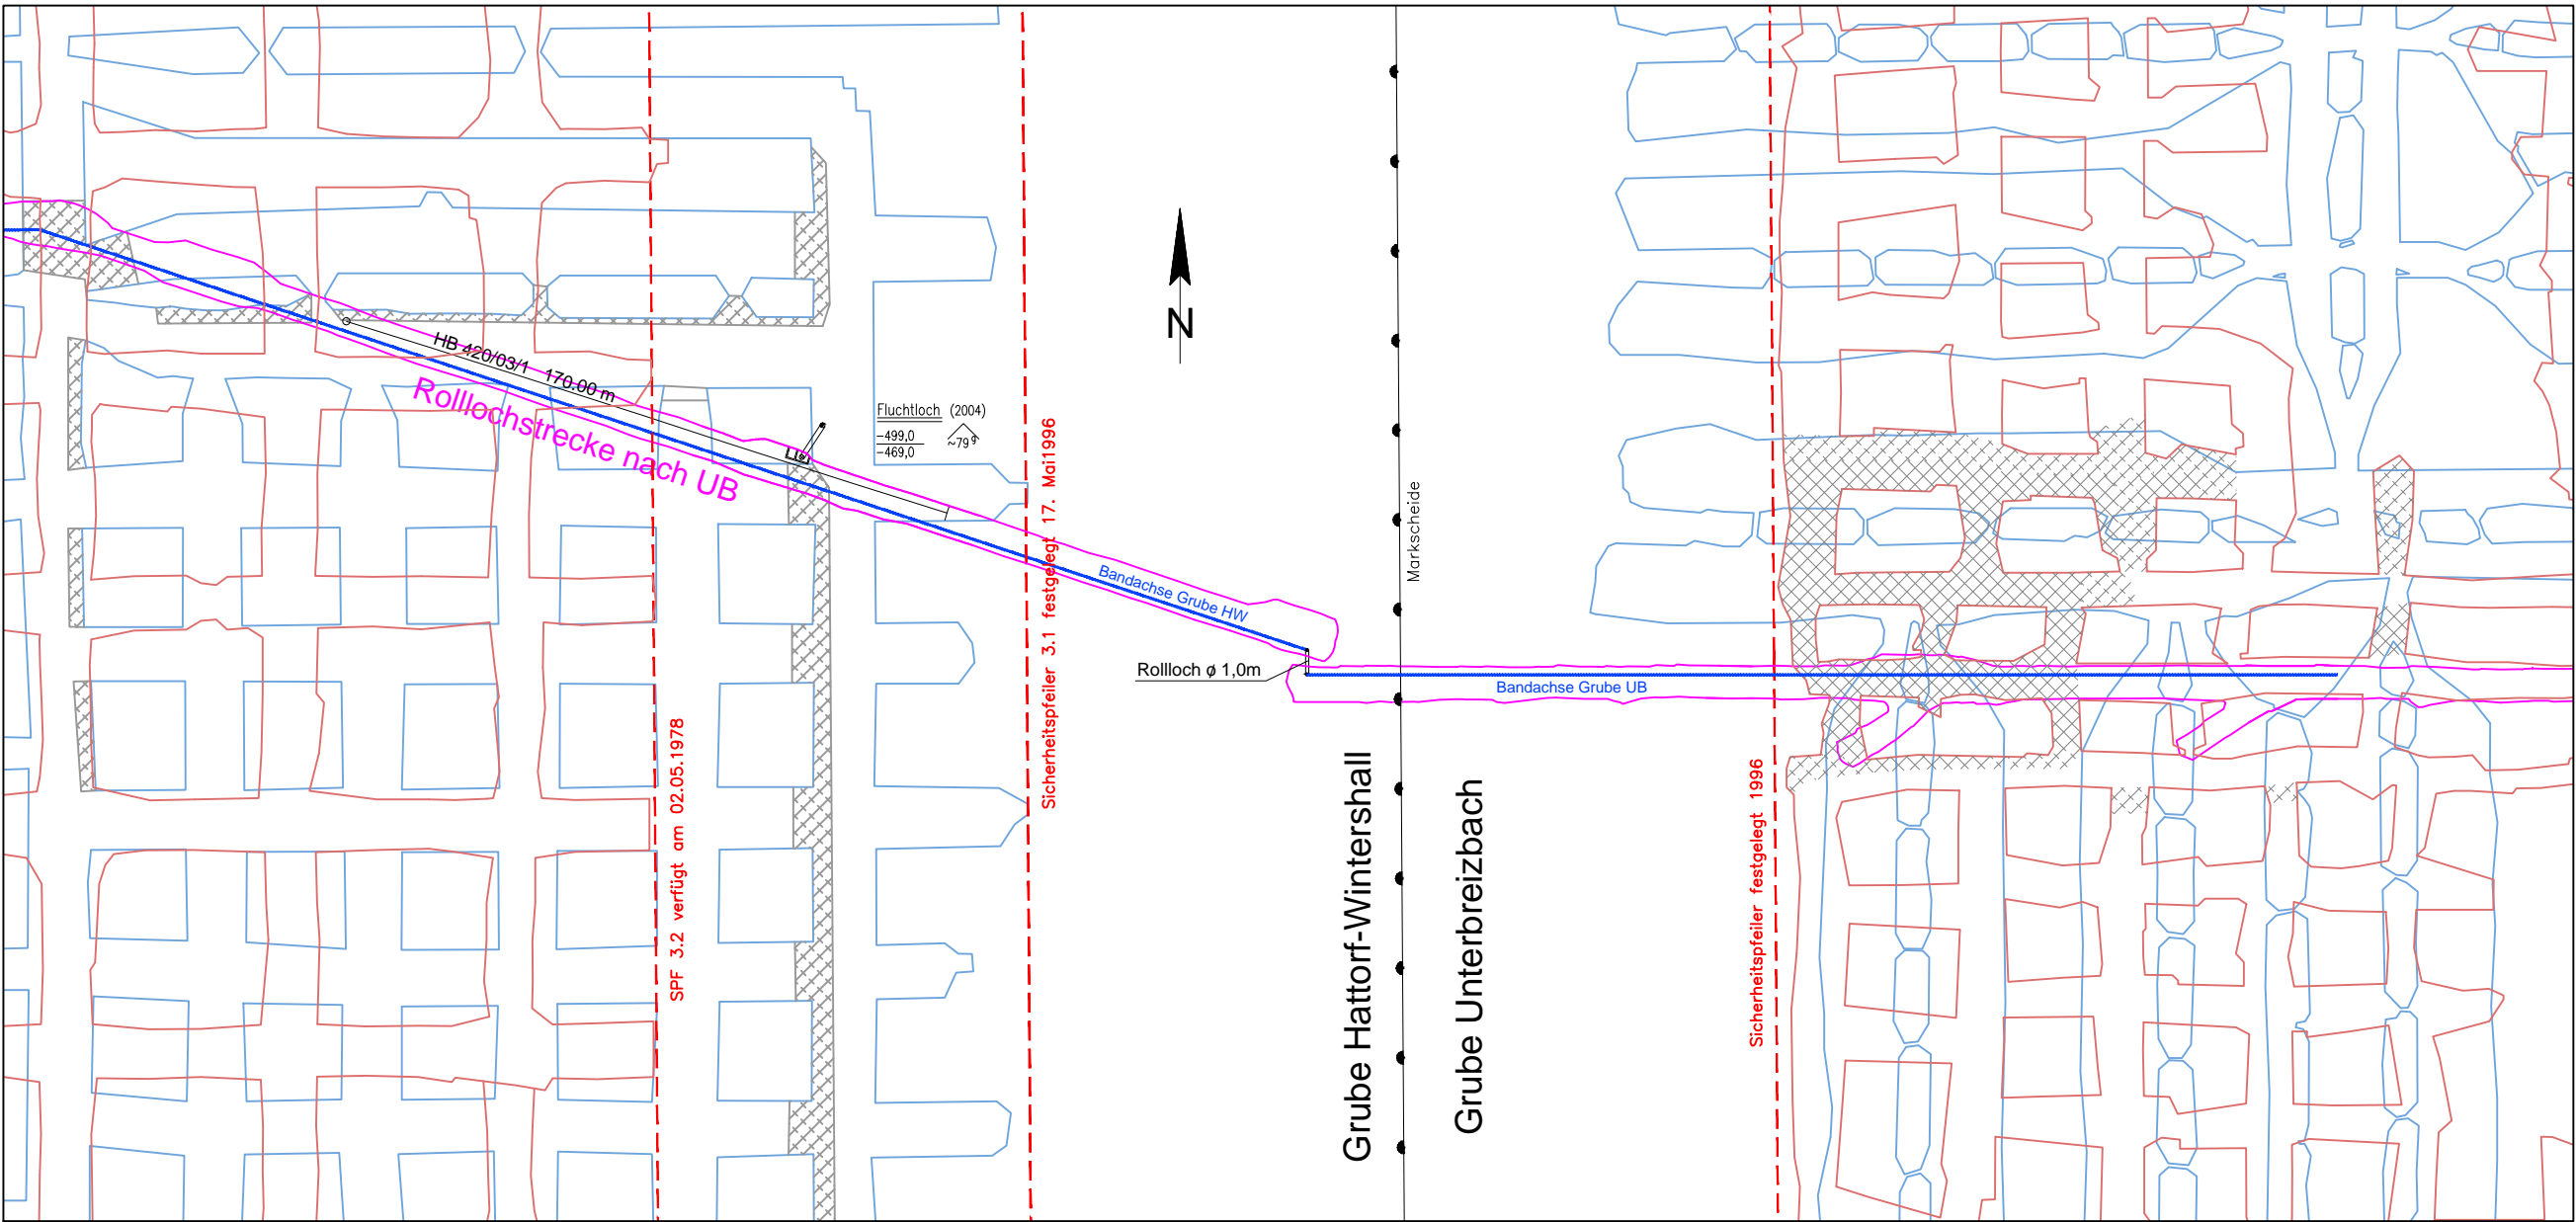 HB 420/03/1 170.00 m
Rolllochstrecke nach UB
Fluchtloch (2004)
-499,0
-469,0
~79 g
N
SPF 3.2 verfügt am 02.05.1978
Sicherheitspfeiler 3.1 festgelegt 17. Mai1996
Bandachse Grube HW
Rollloch ø 1,0m
Bandachse Grube UB
Markscheide
Grube Hattorf-Wintershall
Grube Unterbreizbach
Sicherheitspfeiler festgelegt 1996